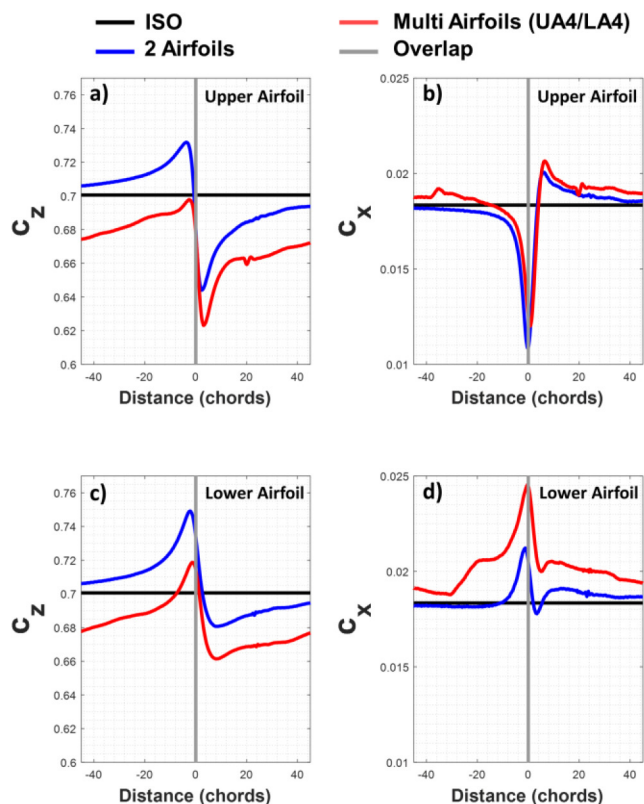 ISO
Multi Airfoils (UA4/LA4)
2 Airfoils
Overlap
a)
Upper Airfoil
0.76
0.74
0.72
0.7
0.68
0.66
0.64
0.62
0.6
c_z
-40 -20 0 20 40
Distance (chords)
b)
Upper Airfoil
0.025
0.02
0.015
0.01
c_x
-40 -20 0 20 40
Distance (chords)
c)
Lower Airfoil
0.76
0.74
0.72
0.7
0.68
0.66
0.64
0.62
0.6
c_z
-40 -20 0 20 40
Distance (chords)
d)
Lower Airfoil
0.025
0.02
0.015
0.01
c_x
-40 -20 0 20 40
Distance (chords)